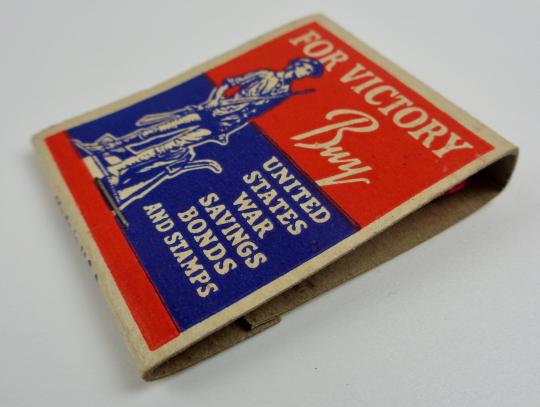 FOR VICTORY
Buy
UNITED
STATES
WAR
SAVINGS
BONDS
AND STAMPS